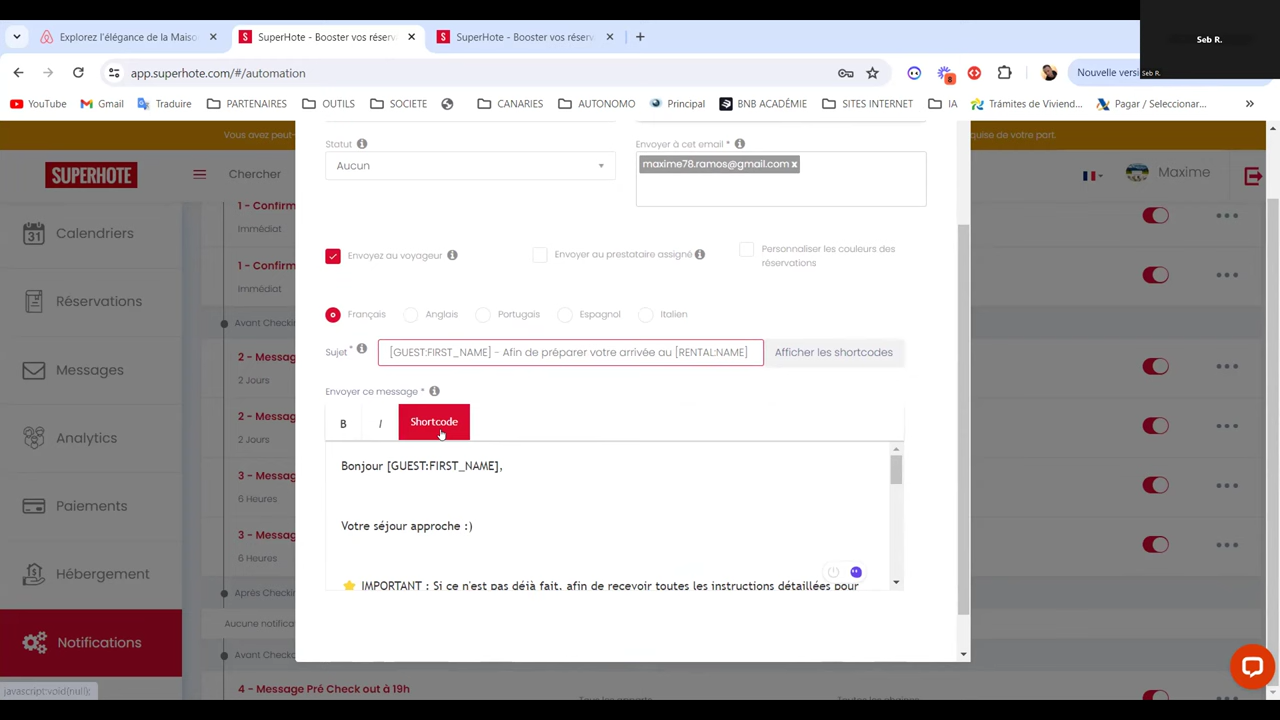 Explorez l'élégance de la Maiso
SuperHote - Booster vos réserv
SuperHote - Booster vos réserv
Seb R.
app.superhote.com/#/automation
8
Nouvelle versi
Seb R.
YouTube
Gmail
Traduire
PARTENAIRES
OUTILS
SOCIETE
CANARIES
AUTONOMO
Principal
BNB ACADÉMIE
SITES INTERNET
IA
Trámites de Viviend...
Pagar / Seleccionar...
»
Vous avez peut-
quise de votre part.
Statut
Envoyer à cet email *
SUPERHOTE
Chercher
Aucun
maxime78.ramos@gmail.com x
Maxime
1 - Confirm
Immédiat
31
Calendriers
Envoyez au voyageur
Envoyer au prestataire assigné
Personnaliser les couleurs des
réservations
1 - Confirm
Immédiat
Réservations
Français
Anglais
Portugais
Espagnol
Italien
Avant Checkin
Sujet *
[GUEST:FIRST_NAME] - Afin de préparer votre arrivée au [RENTAL:NAME]
Afficher les shortcodes
2 - Messag
2 Jours
Messages
Envoyer ce message *
B
I
Shortcode
2 - Messag
2 Jours
Analytics
Bonjour [GUEST:FIRST_NAME],
3 - Messag
6 Heures
Paiements
Votre séjour approche :)
3 - Messag
6 Heures
Hébergement
IMPORTANT : Si ce n'est pas déjà fait, afin de recevoir toutes les instructions détaillées pour
Après Checki
Aucune notificat
Notifications
Avant Check
javascript:void(null);
4 - Message Pré Check out à 19h